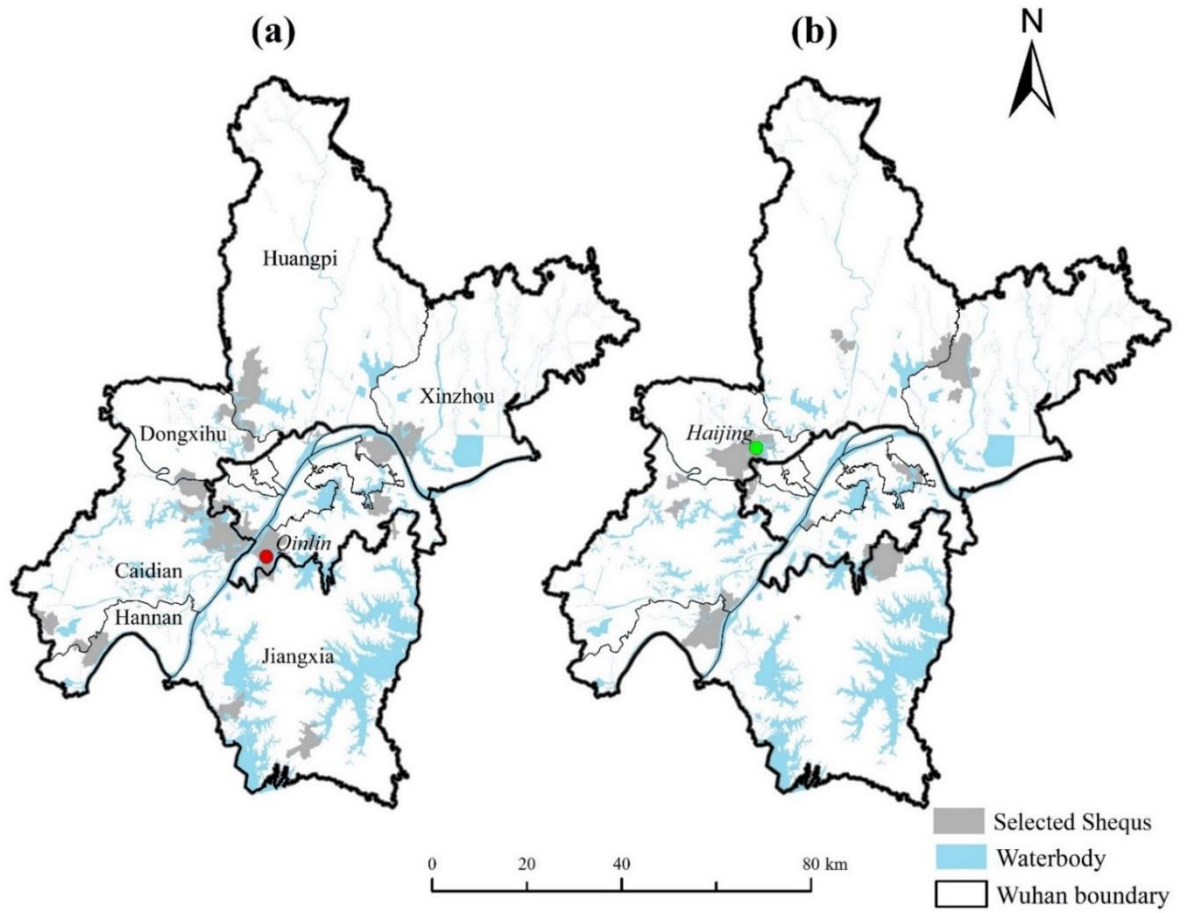 (a)
(b)
N
Huangpi
Xinzhou
Dongxihu
Haijing
Qinlin
Caidian
Hannan
Jiangxia
Selected Shequs
Waterbody
Wuhan boundary
0 20 40 80 km